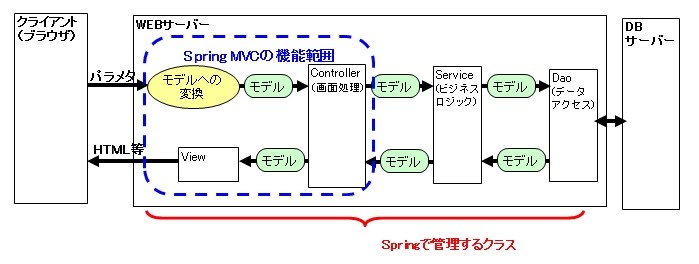 クライアント
(ブラウザ)
WEBサーバー
DB
サーバー
Spring MVCの機能範囲
パラメタ
モデルへの
変換
モデル
Controller
(画面処理)
モデル
Service
(ビジネス
ロジック)
モデル
Dao
(データ
アクセス)
HTML等
View
モデル
モデル
モデル
Springで管理するクラス